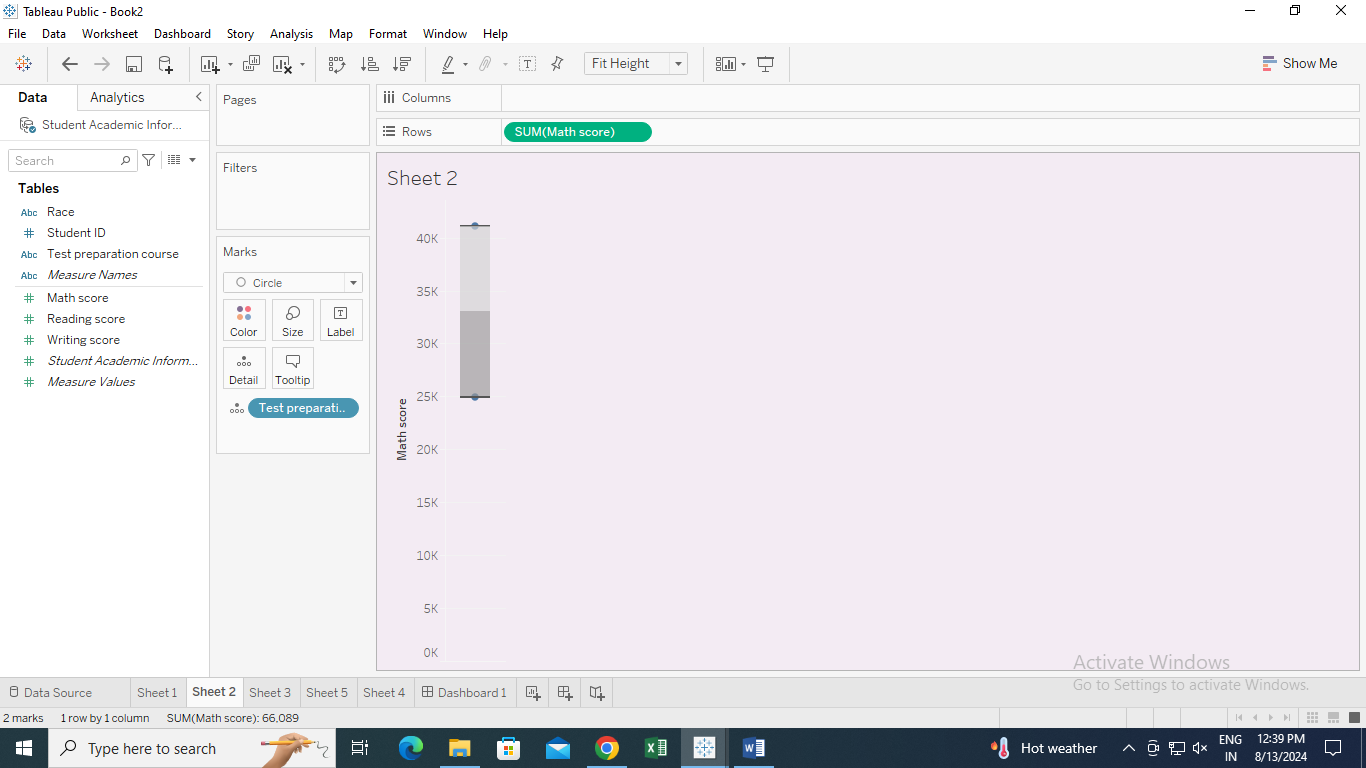 Tableau Public - Book2
File Data Worksheet Dashboard Story Analysis Map Format Window Help
Fit Height
Show Me
Data Analytics
Student Academic Infor...
Search
Tables
Abc Race
# Student ID
Abc Test preparation course
Abc Measure Names
# Math score
# Reading score
# Writing score
# Student Academic Inform...
# Measure Values
Pages
Filters
Marks
Circle
Color Size Label
Detail Tooltip
Test preparati..
Columns
Rows SUM(Math score)
Sheet 2
40K
35K
30K
25K
20K
15K
10K
5K
0K
Math score
Activate Windows
Go to Settings to activate Windows.
Data Source Sheet 1 Sheet 2 Sheet 3 Sheet 5 Sheet 4 Dashboard 1
2 marks 1 row by 1 column SUM(Math score): 66,089
Type here to search
Hot weather
ENG
IN
12:39 PM
8/13/2024